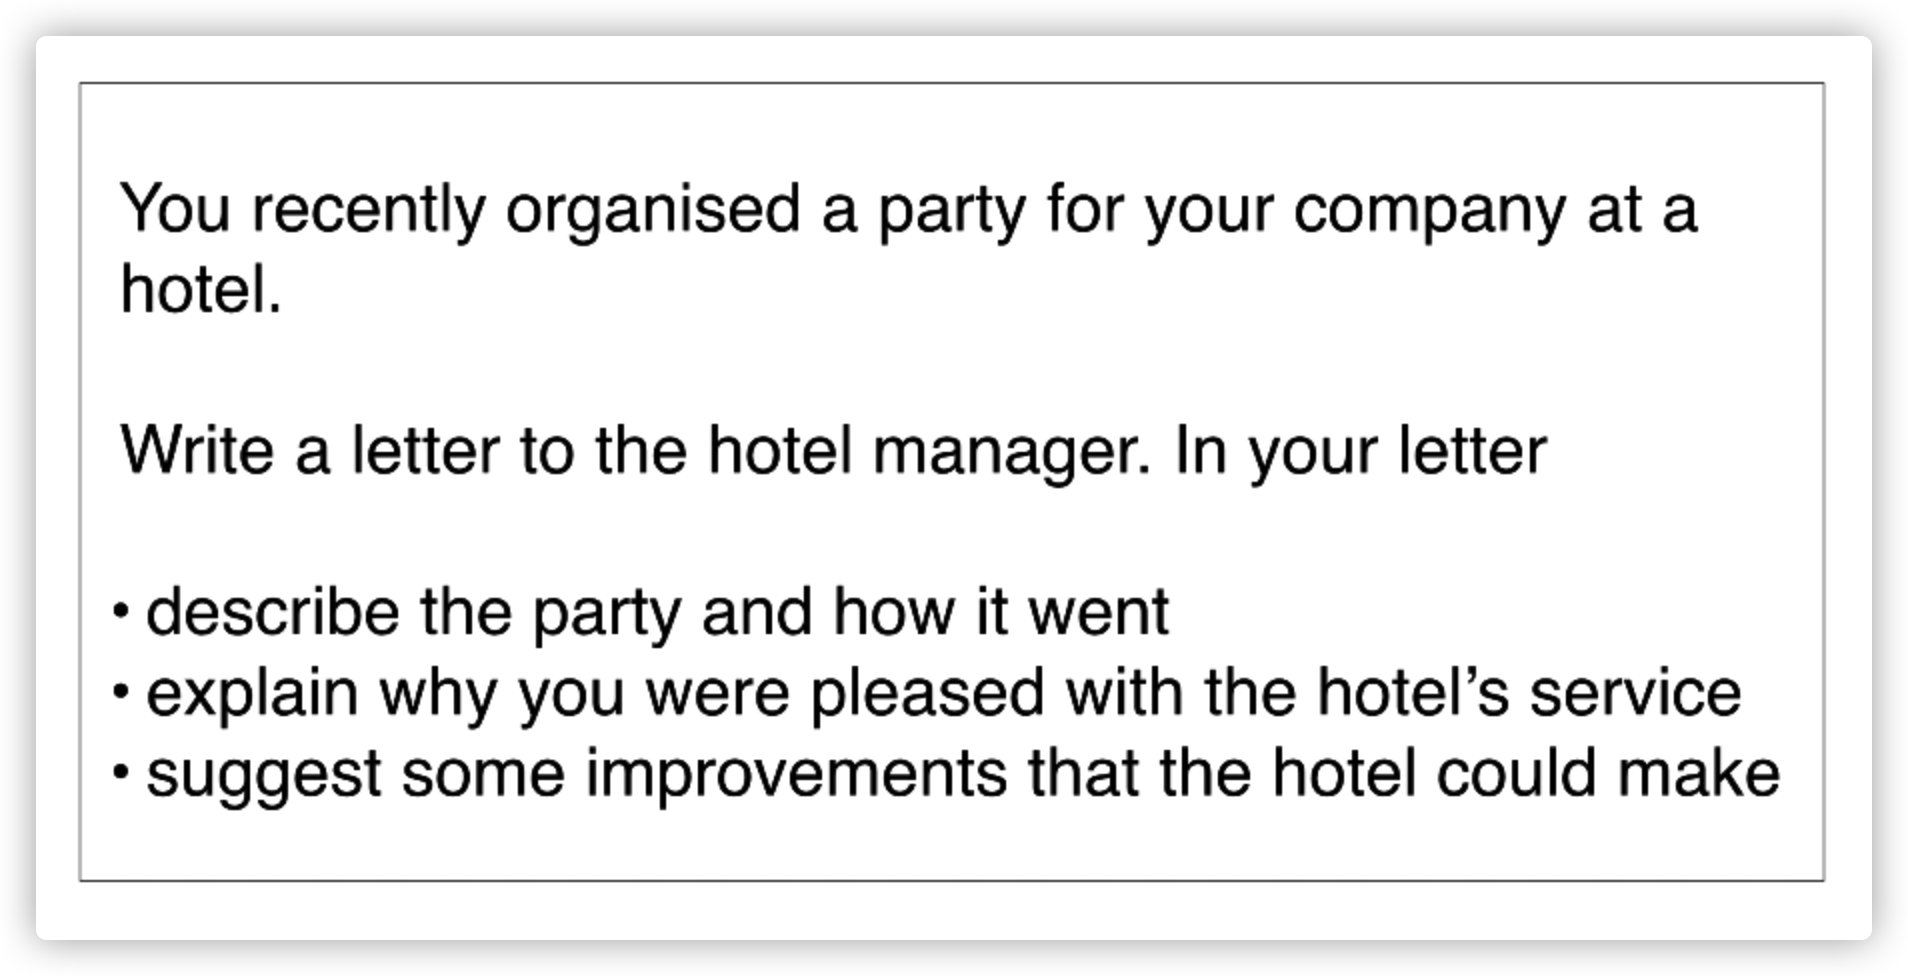 You recently organised a party for your company at a
hotel.
Write a letter to the hotel manager. In your letter
• describe the party and how it went
• explain why you were pleased with the hotel’s service
• suggest some improvements that the hotel could make